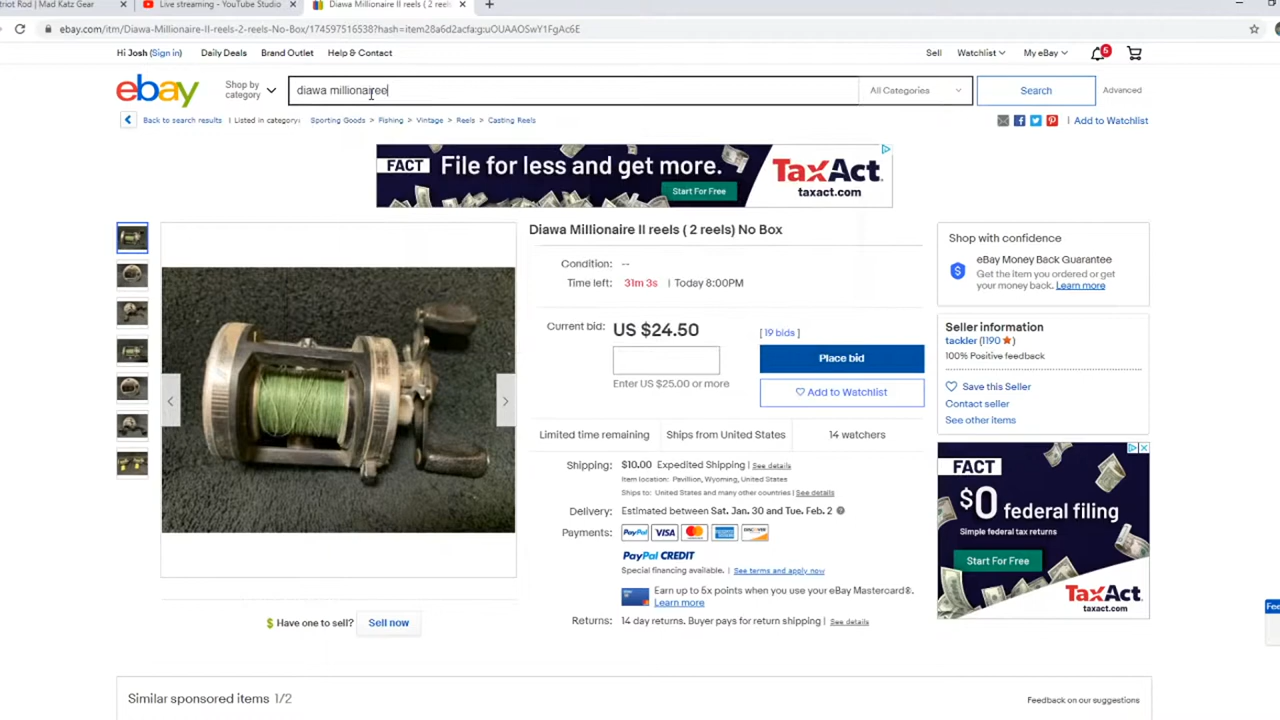 triot Rod | Mad Katz Gear
Live streaming - YouTube Studio
Diawa Millionaire II reels ( 2 reel
ebay.com/itm/Diawa-Millionaire-II-reels-2-reels-No-Box/174597516538?hash=item28a6d2acfa:g:uOUAAOSwY1FgAc6E
Hi Josh (Sign in) Daily Deals Brand Outlet Help & Contact Sell Watchlist My eBay 5
ebay Shop by category diawa millionairee All Categories Search Advanced
Back to search results | Listed in category: Sporting Goods > Fishing > Vintage > Reels > Casting Reels | Add to Watchlist
FACT File for less and get more. Start For Free TaxAct. taxact.com
Diawa Millionaire II reels ( 2 reels) No Box
Condition: --
Time left: 31m 3s | Today 8:00PM
Current bid: US $24.50 [ 19 bids ]
Place bid
Enter US $25.00 or more
Add to Watchlist
Limited time remaining Ships from United States 14 watchers
Shipping: $10.00 Expedited Shipping | See details
Item location: Pavillion, Wyoming, United States
Ships to: United States and many other countries | See details
Delivery: Estimated between Sat. Jan. 30 and Tue. Feb. 2
Payments: PayPal VISA DISCOVER
PayPal CREDIT
Special financing available. | See terms and apply now
Earn up to 5x points when you use your eBay Mastercard®.
Learn more
Returns: 14 day returns. Buyer pays for return shipping | See details
Shop with confidence
eBay Money Back Guarantee
Get the item you ordered or get
your money back. Learn more
Seller information
tackler (1190 )
100% Positive feedback
Save this Seller
Contact seller
See other items
FACT
$0 federal filing
Simple federal tax returns
Start For Free
TaxAct.
taxact.com
Have one to sell? Sell now
Similar sponsored items 1/2
Feedback on our suggestions